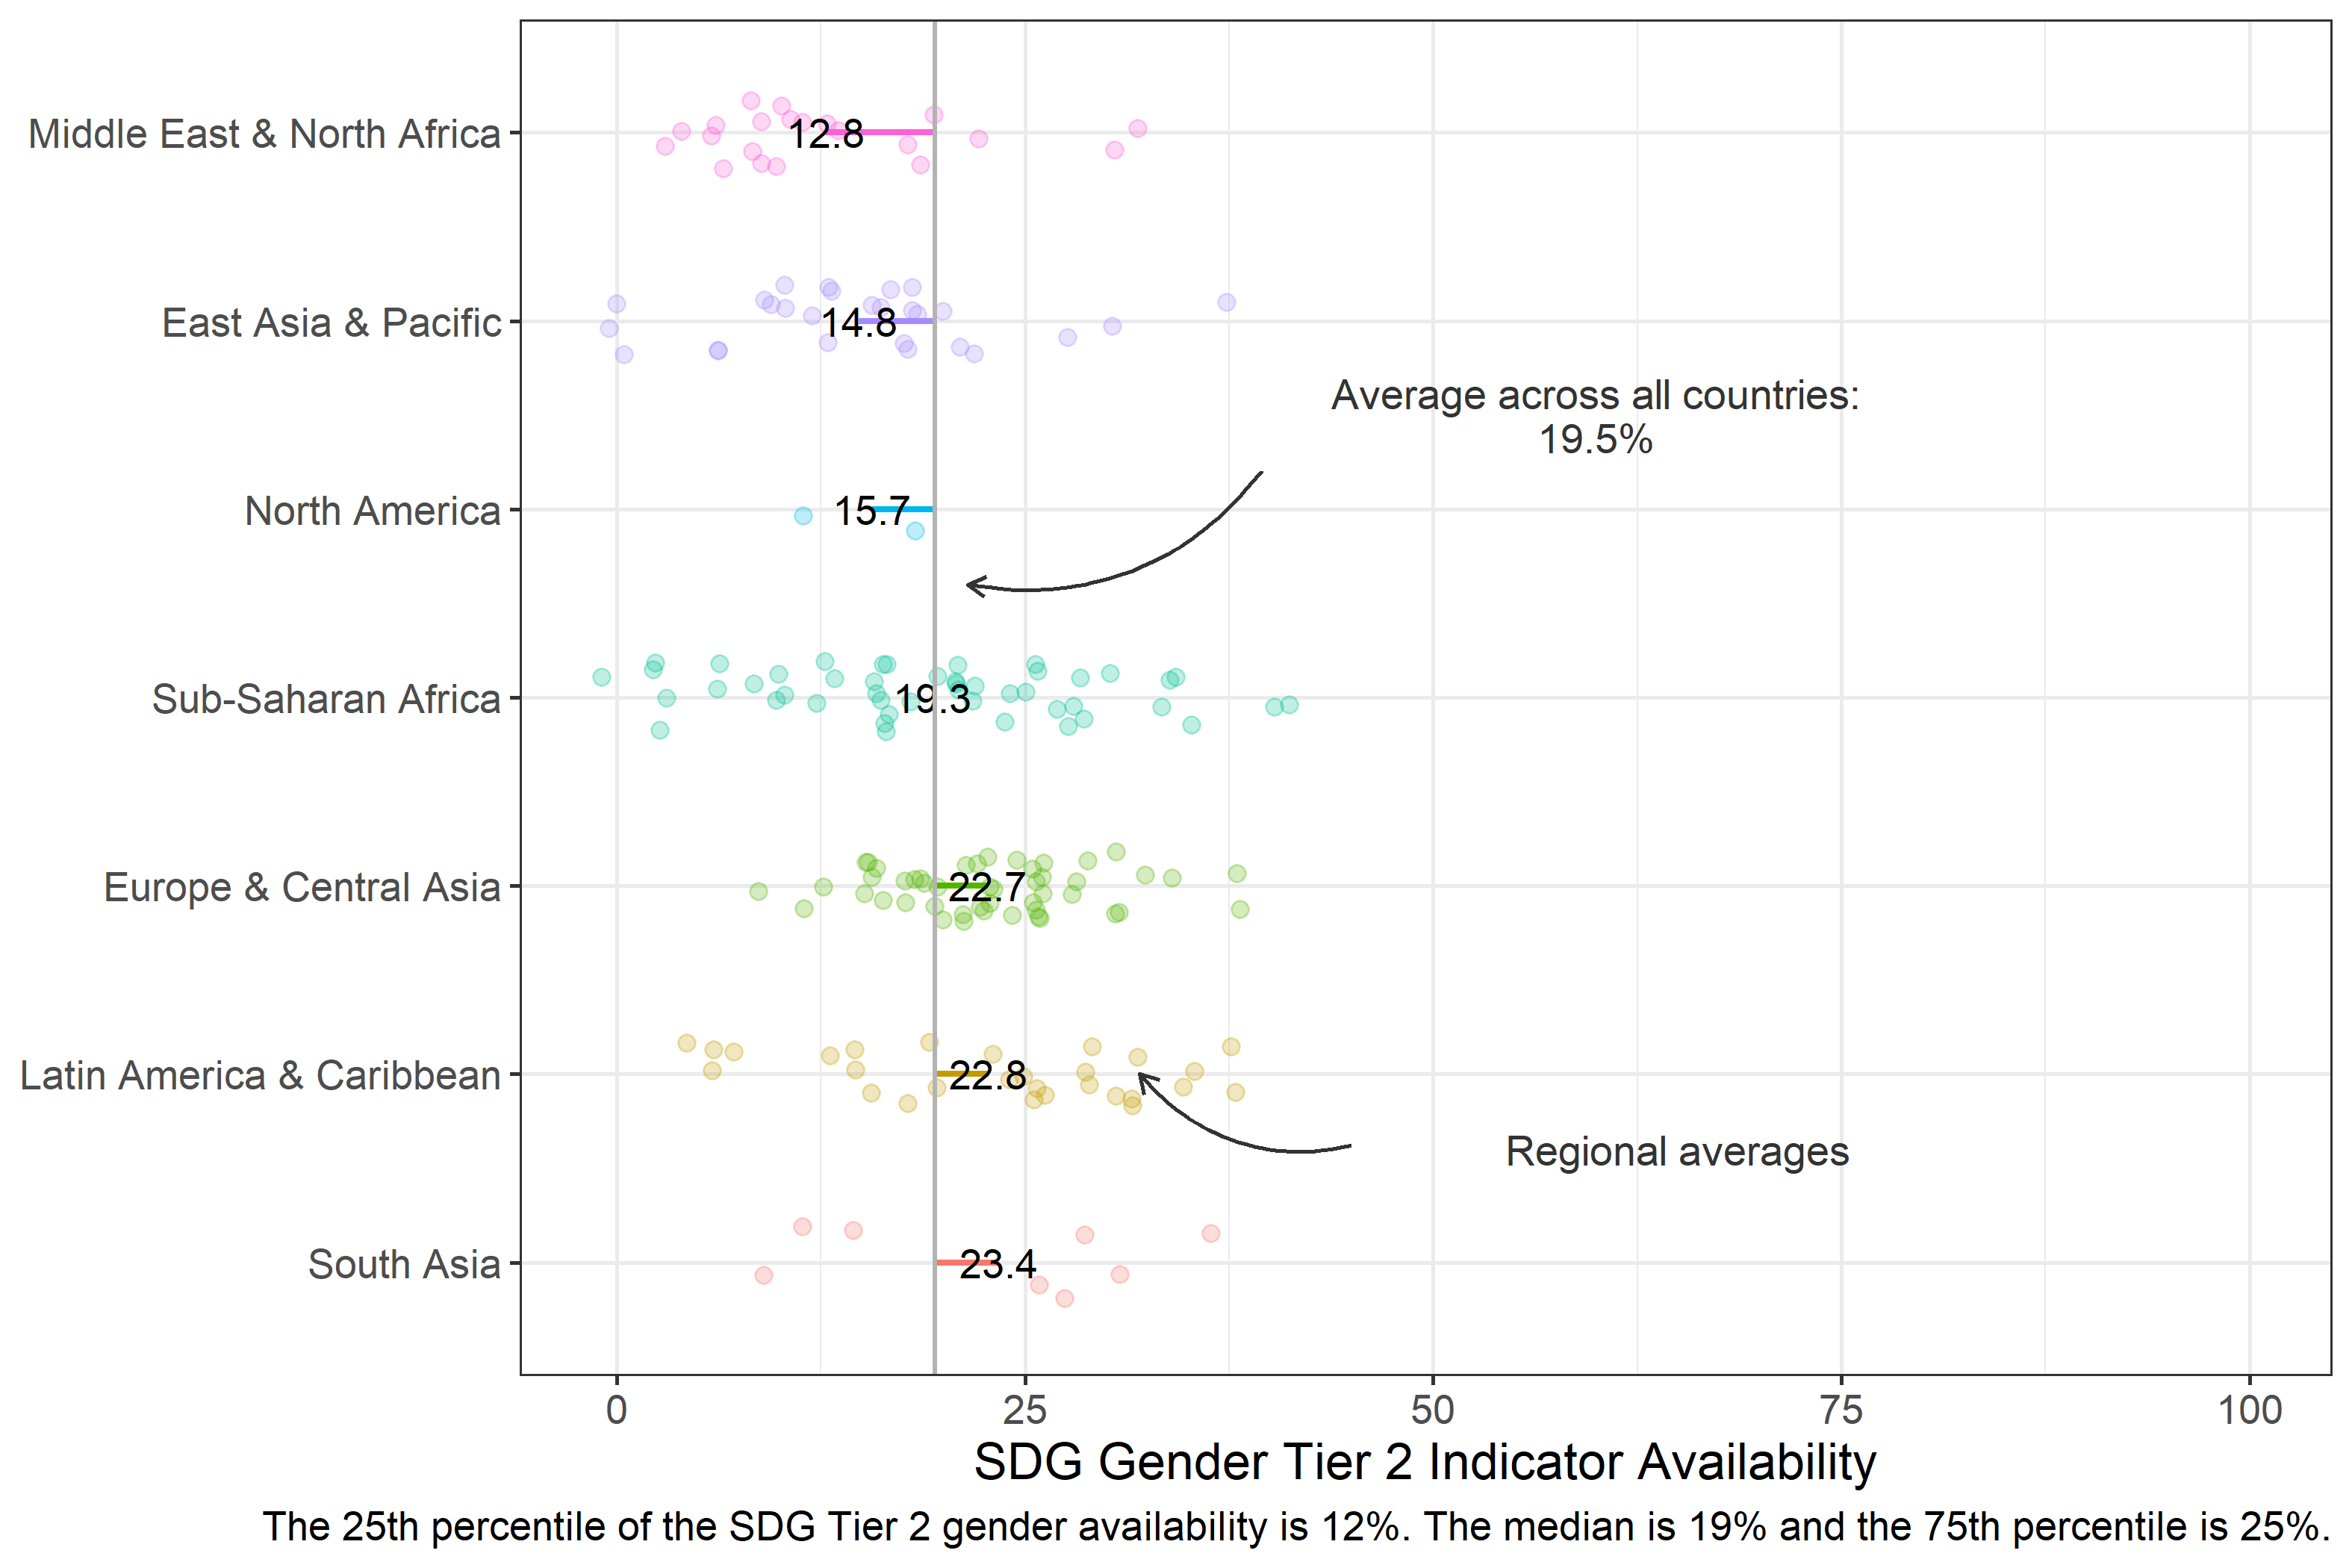 Middle East & North Africa
12.8
East Asia & Pacific
14.8
Average across all countries:
19.5%
North America
15.7
Sub-Saharan Africa
19.3
Europe & Central Asia
22.7
Latin America & Caribbean
22.8
Regional averages
South Asia
23.4
0 25 50 75 100
SDG Gender Tier 2 Indicator Availability
The 25th percentile of the SDG Tier 2 gender availability is 12%. The median is 19% and the 75th percentile is 25%.